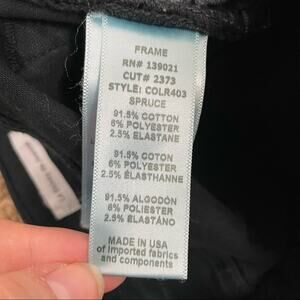 FRAME
RN# 139021
CUT# 2373
STYLE: COLR403
SPRUCE
91.5% COTTON
6% POLYESTER
2.5% ELASTANE
91.5% COTON
6% POLYESTER
2.5% ELASTHANNE
91.5% ALGODÓN
6% POLIESTER
2.5% ELASTÁNO
MADE IN USA
of imported fabrics
and components